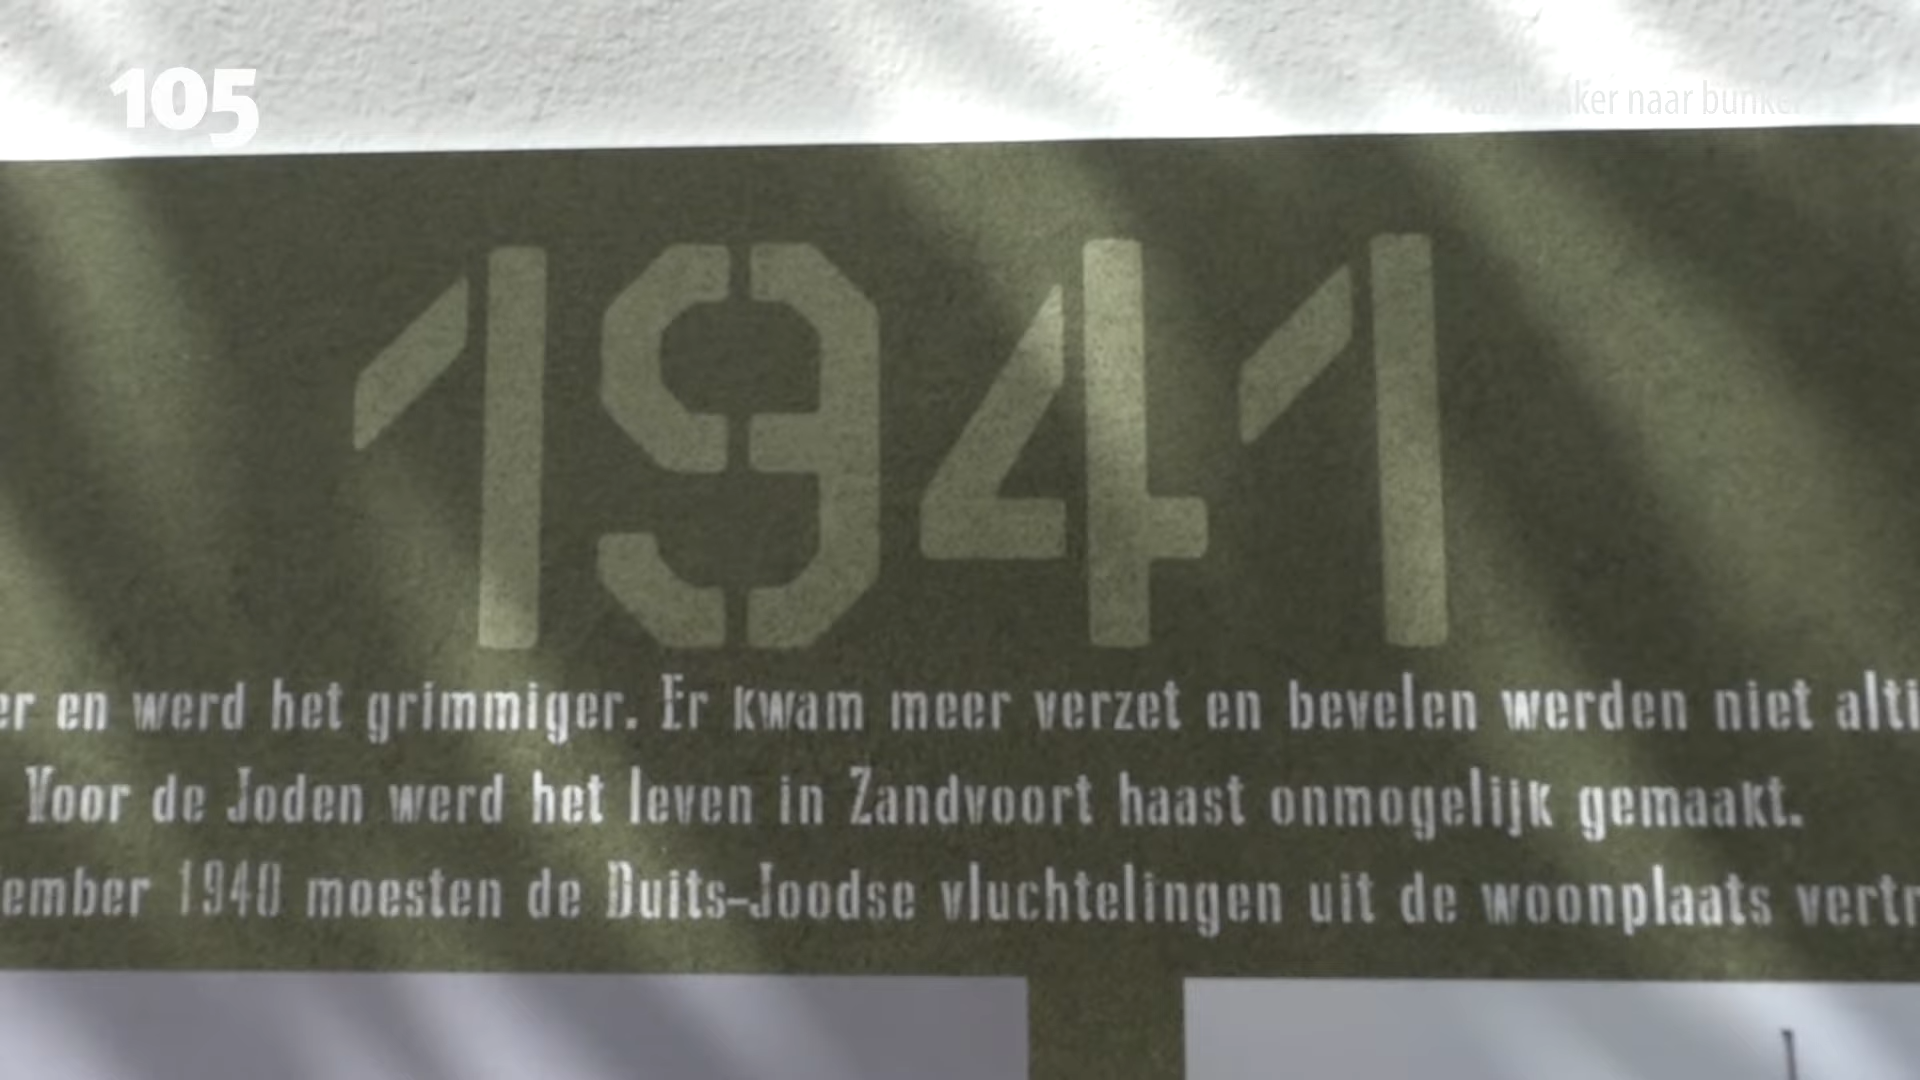 105
naar bunker
1941
er en werd het grimmiger. Er kwam meer verzet en bevelen werden niet alti
Voor de Joden werd het leven in Zandvoort haast onmogelijk gemaakt.
ember 1940 moesten de Duits-Joodse vluchtelingen uit de woonplaats vertr